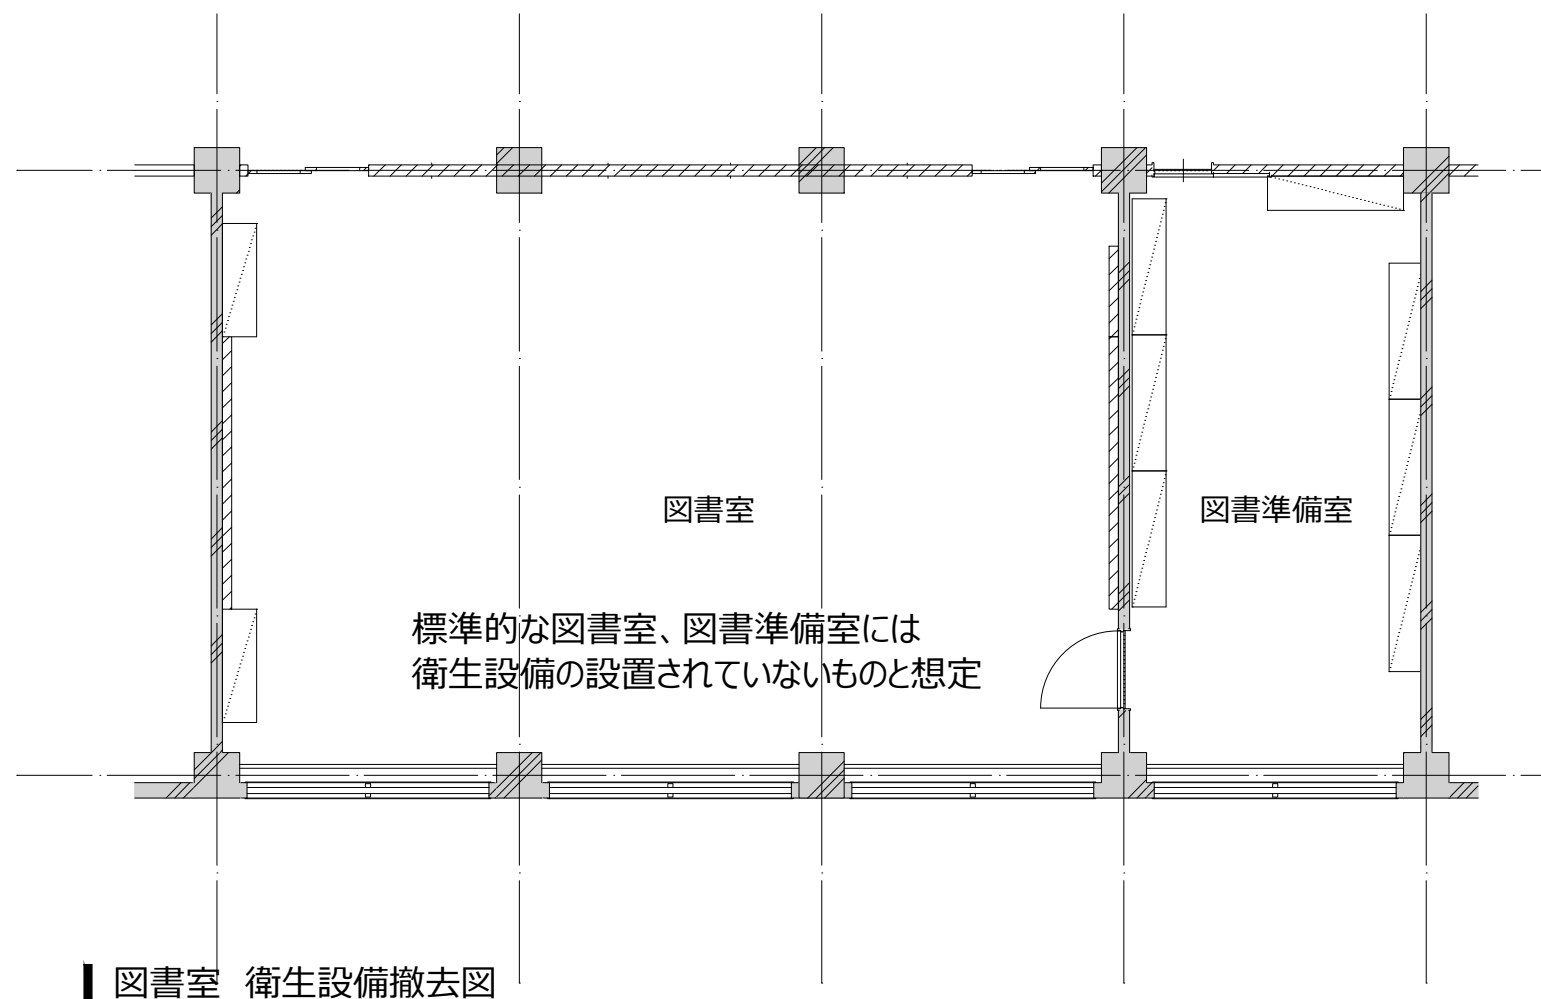 図書室
図書準備室
標準的な図書室、図書準備室には
衛生設備の設置されていないものと想定
図書室 衛生設備撤去図